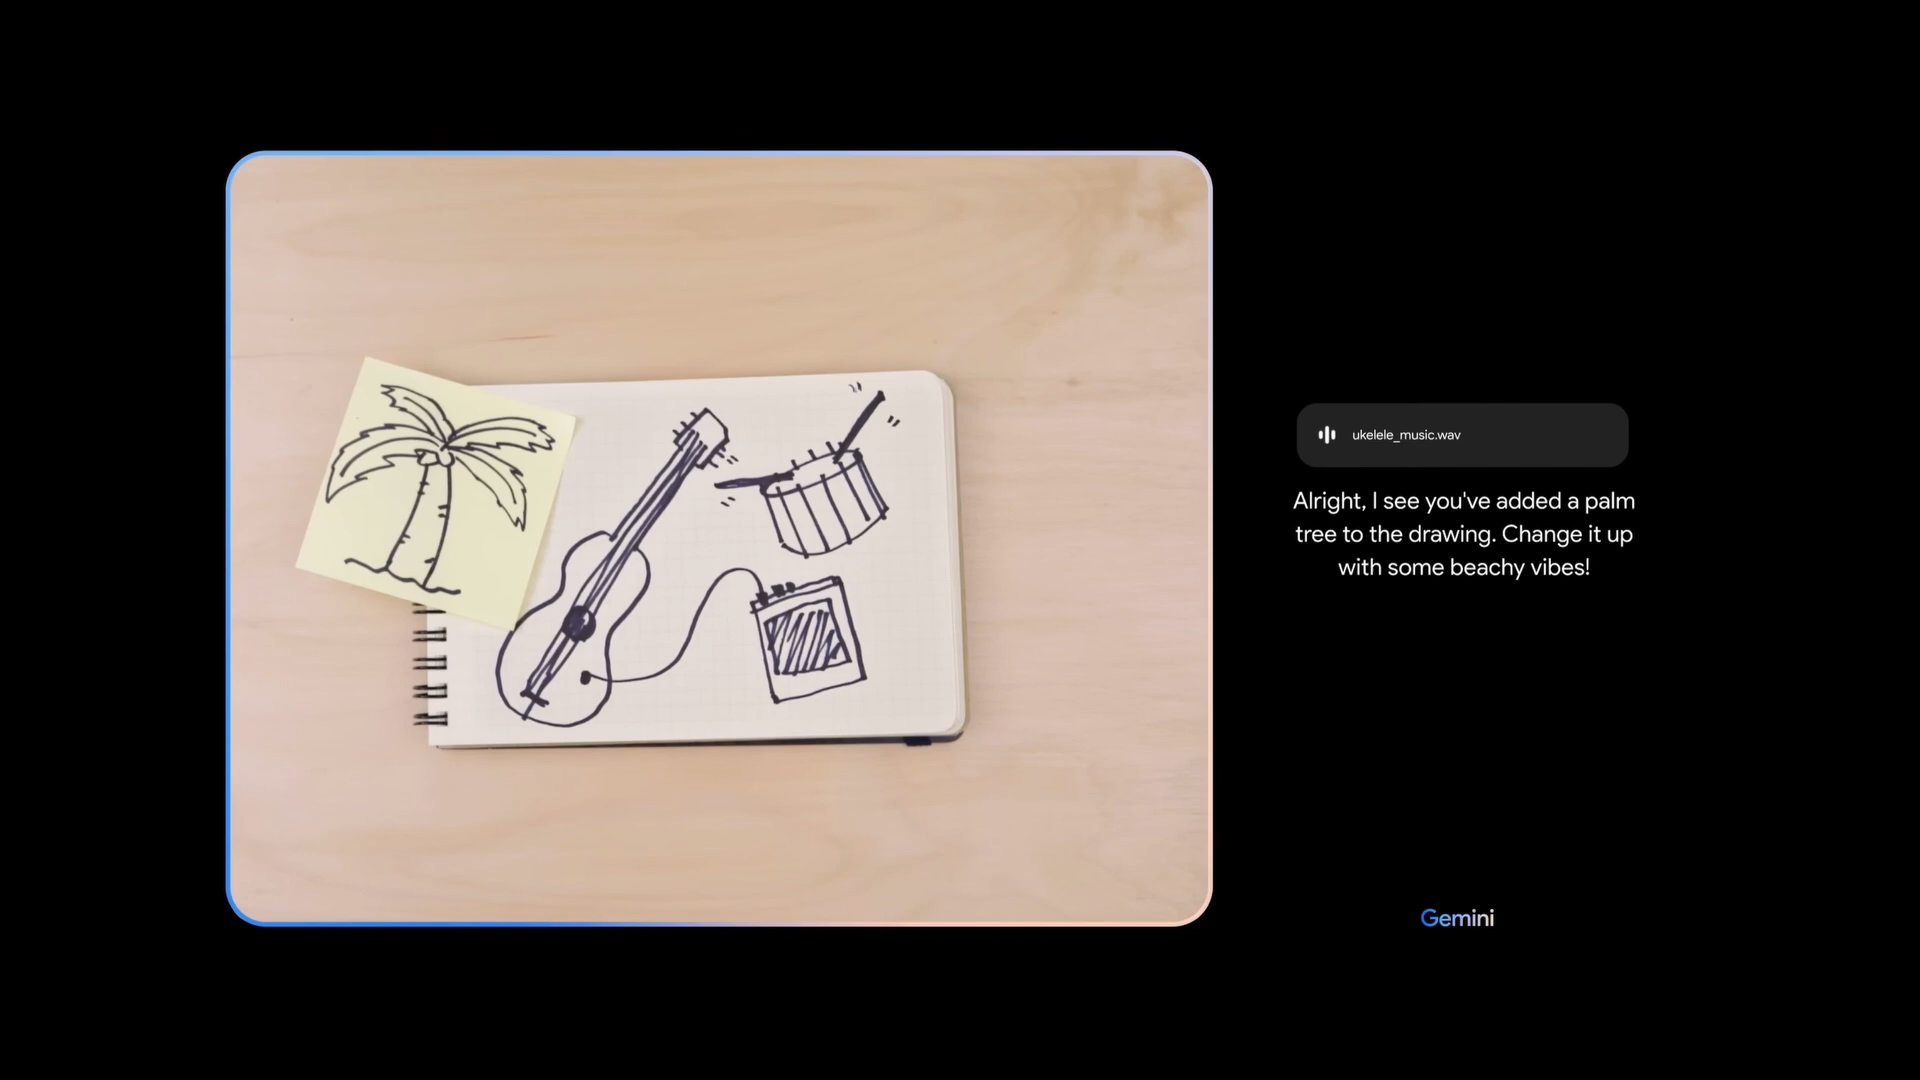 ukelele_music.wav
Alright, I see you've added a palm
tree to the drawing. Change it up
with some beachy vibes!
Gemini